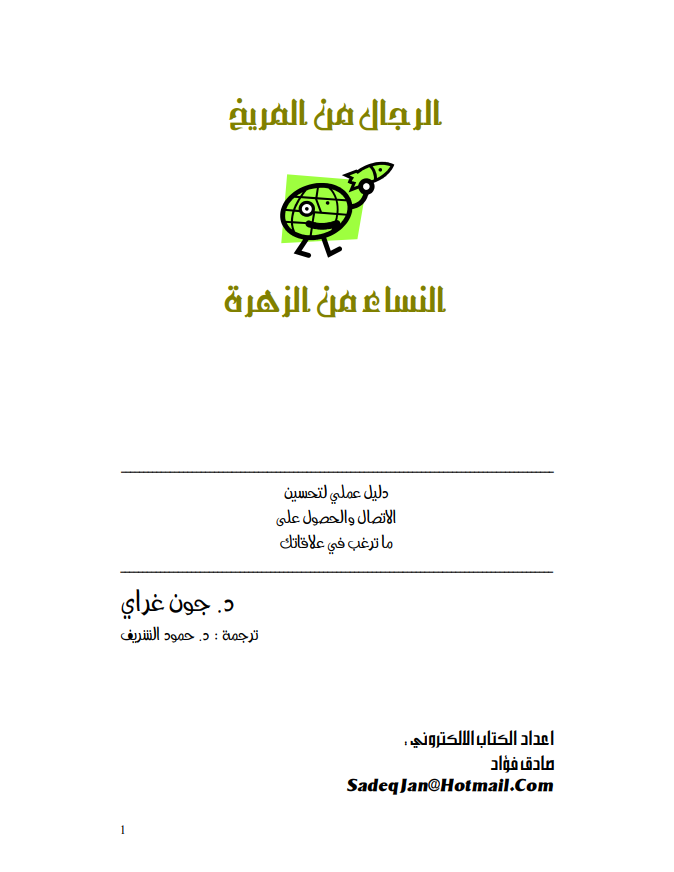 الرجال من المريخ
النساء من الزهرة
دليل عملي لتحسين
الاتصال والحصول على
ما ترغب في علاقاتك
د. جون غراي
ترجمة : د. حمود الشريف
اعداد الكتاب الالكتروني :
صادق فؤاد
SadeqJan@Hotmail.Com
1